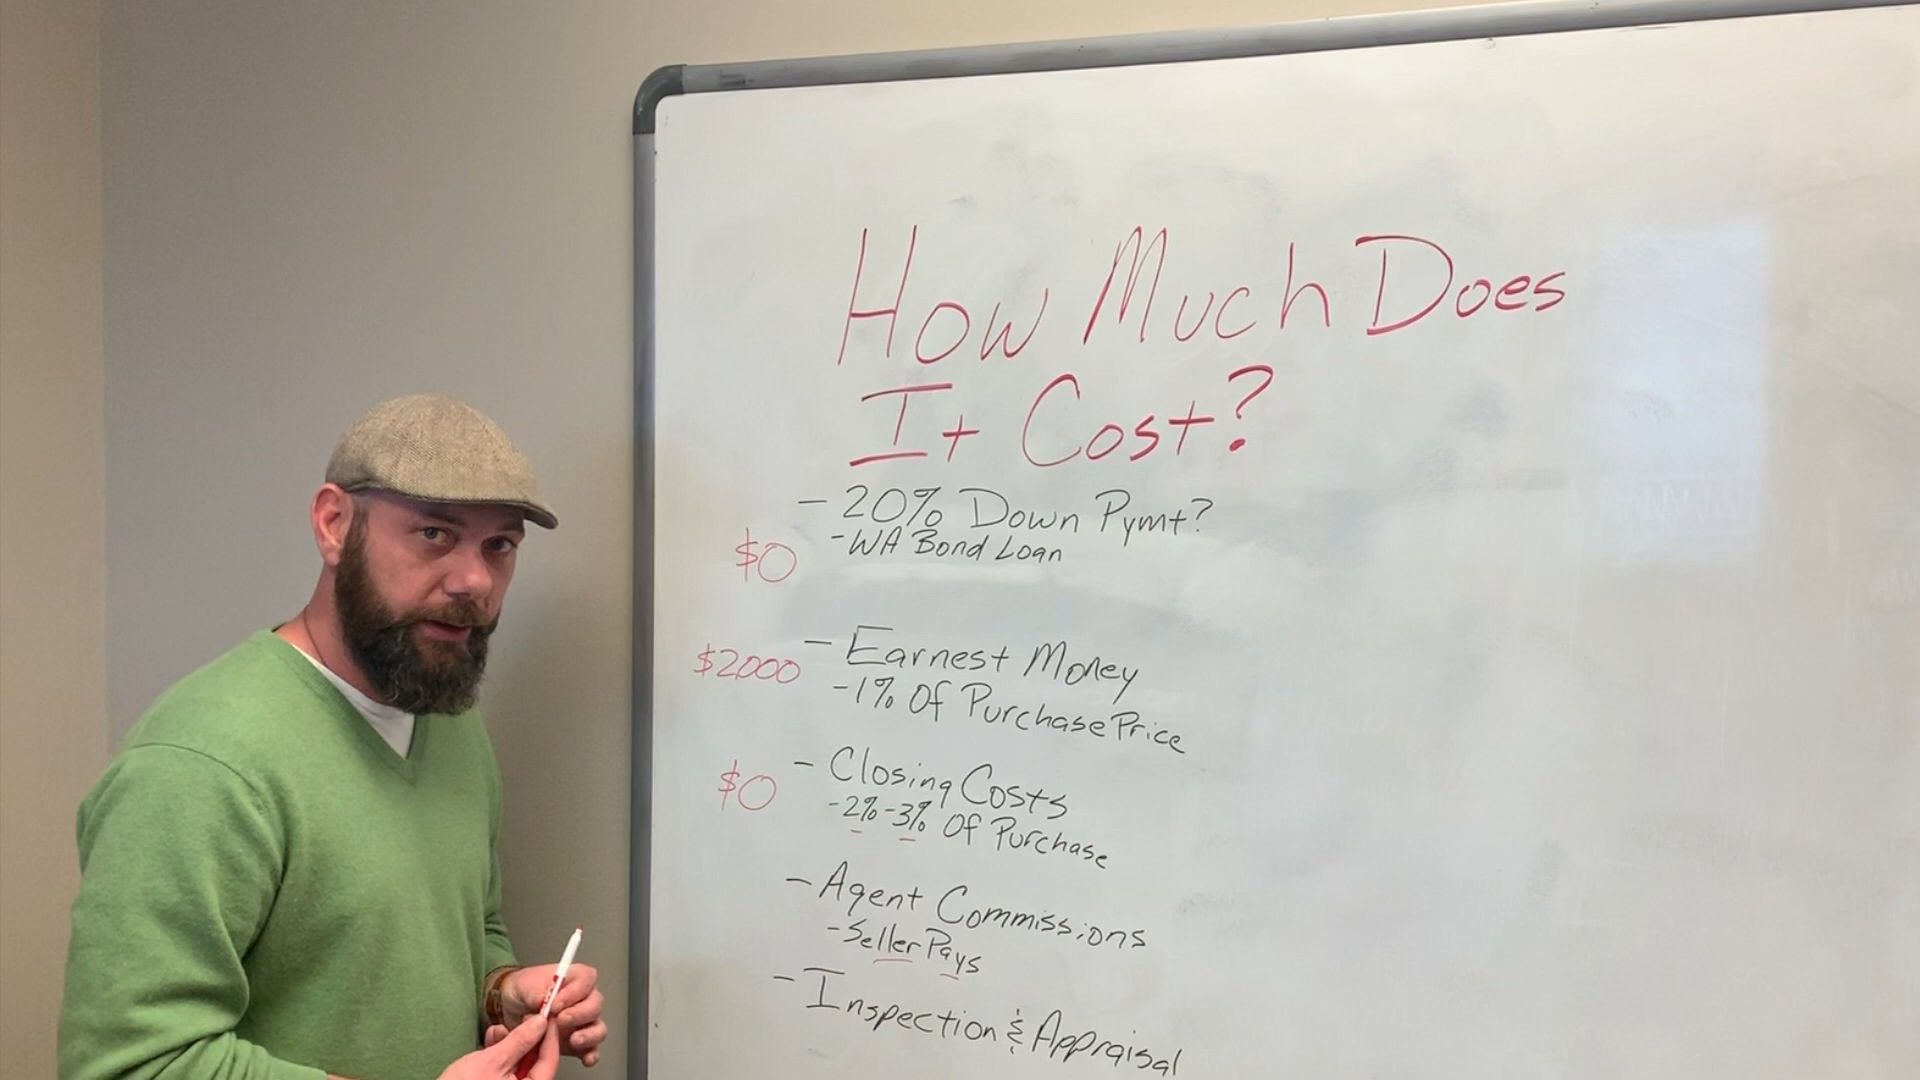 How Much Does
It Cost?
- 20% Down Pymt?
$0 - WA Bond Loan
- Earnest Money
$2000 - 1% Of Purchase Price
- Closing Costs
$0 - 2% - 3% Of Purchase
- Agent Commissions
- Seller Pays
- Inspection & Appraisal